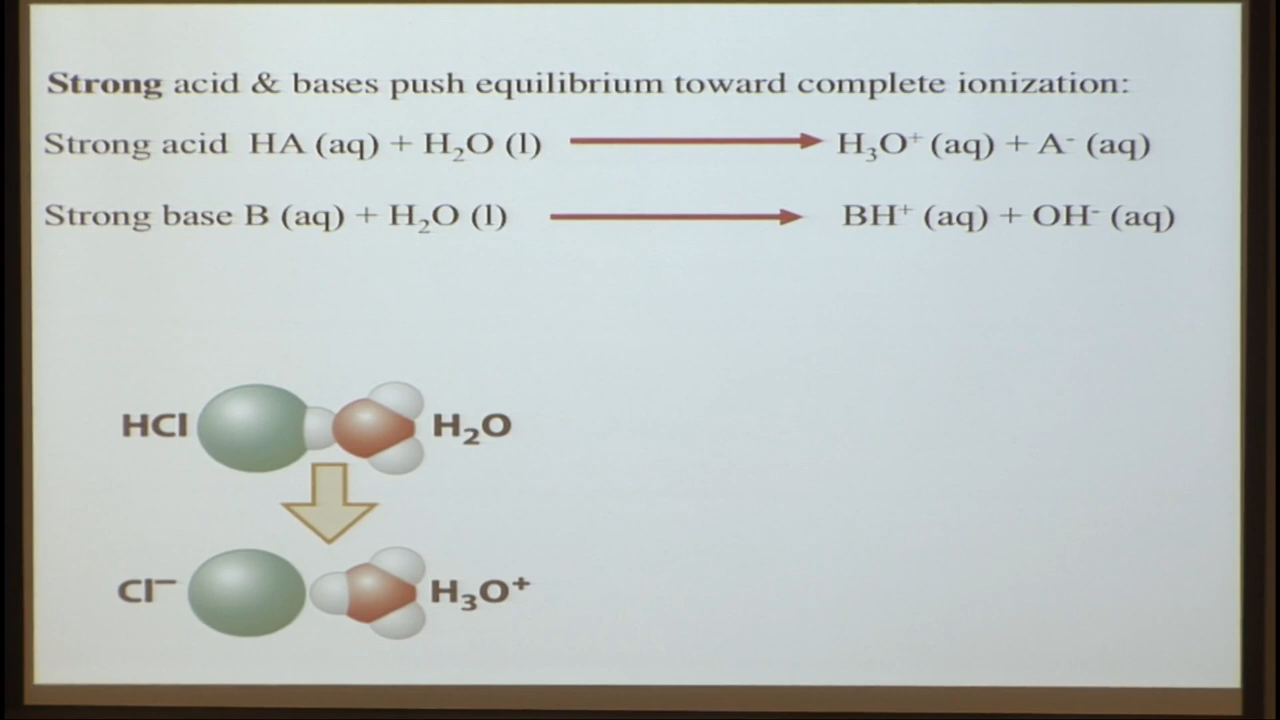 Strong acid & bases push equilibrium toward complete ionization:
Strong acid HA (aq) + H₂O (l) → H₃O⁺ (aq) + A⁻ (aq)
Strong base B (aq) + H₂O (l) → BH⁺ (aq) + OH⁻ (aq)
HCl H₂O
Cl⁻ H₃O⁺